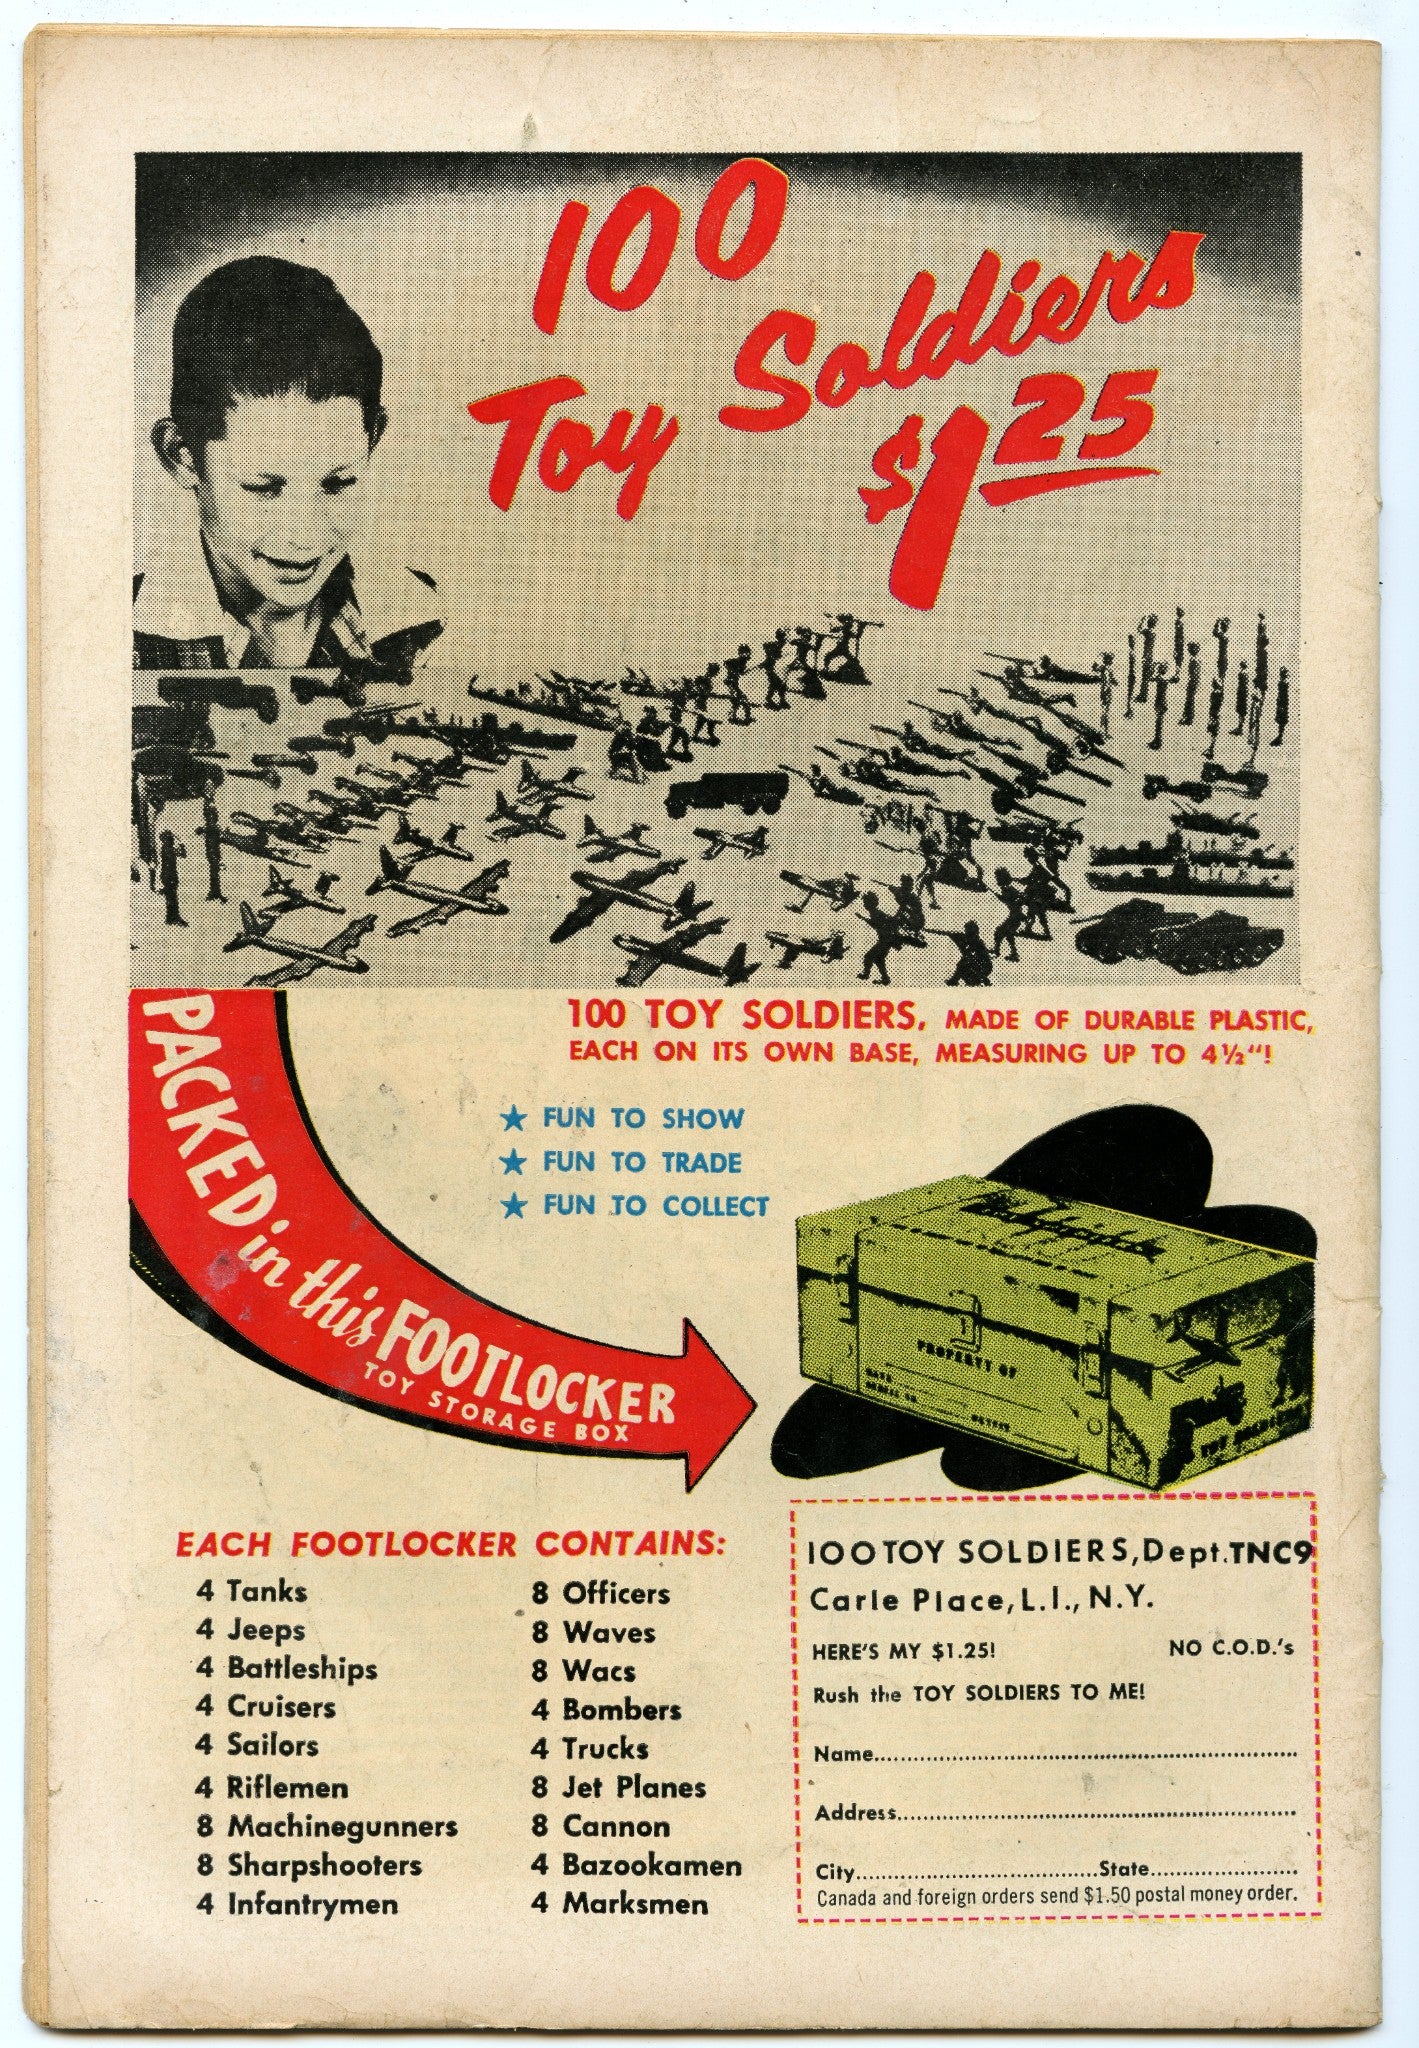 100
Toy Soldiers
$1.25
100 TOY SOLDIERS, MADE OF DURABLE PLASTIC,
EACH ON ITS OWN BASE, MEASURING UP TO 4½"!
★ FUN TO SHOW
★ FUN TO TRADE
★ FUN TO COLLECT
PACKED in this FOOTLOCKER
TOY STORAGE BOX
PROPERTY OF
EACH FOOTLOCKER CONTAINS:
4 Tanks
4 Jeeps
4 Battleships
4 Cruisers
4 Sailors
4 Riflemen
8 Machinegunners
8 Sharpshooters
4 Infantrymen
8 Officers
8 Waves
8 Wacs
4 Bombers
4 Trucks
8 Jet Planes
8 Cannon
4 Bazookamen
4 Marksmen
100 TOY SOLDIERS, Dept. TNC9
Carle Place, L.I., N.Y.
HERE'S MY $1.25! NO C.O.D.'s
Rush the TOY SOLDIERS TO ME!
Name
Address
City State
Canada and foreign orders send $1.50 postal money order.